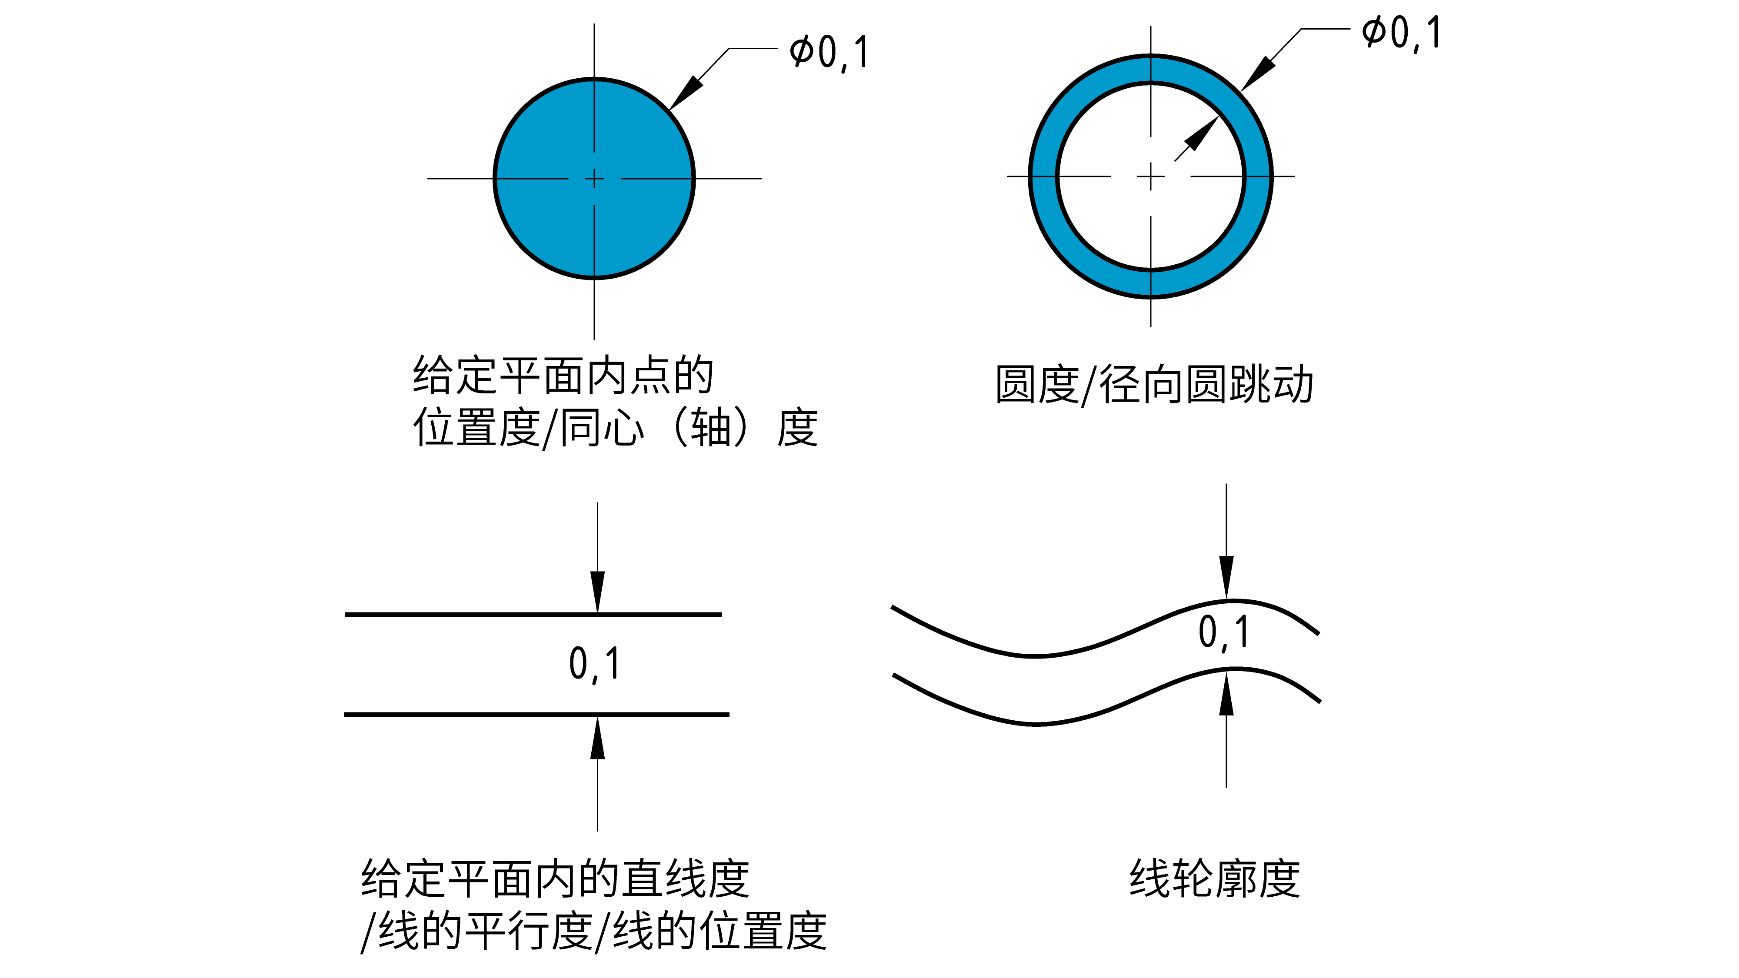 ϕ0,1
ϕ0,1
给定平面内点的
位置度/同心（轴）度
圆度/径向圆跳动
0,1
0,1
给定平面内的直线度
/线的平行度/线的位置度
线轮廓度